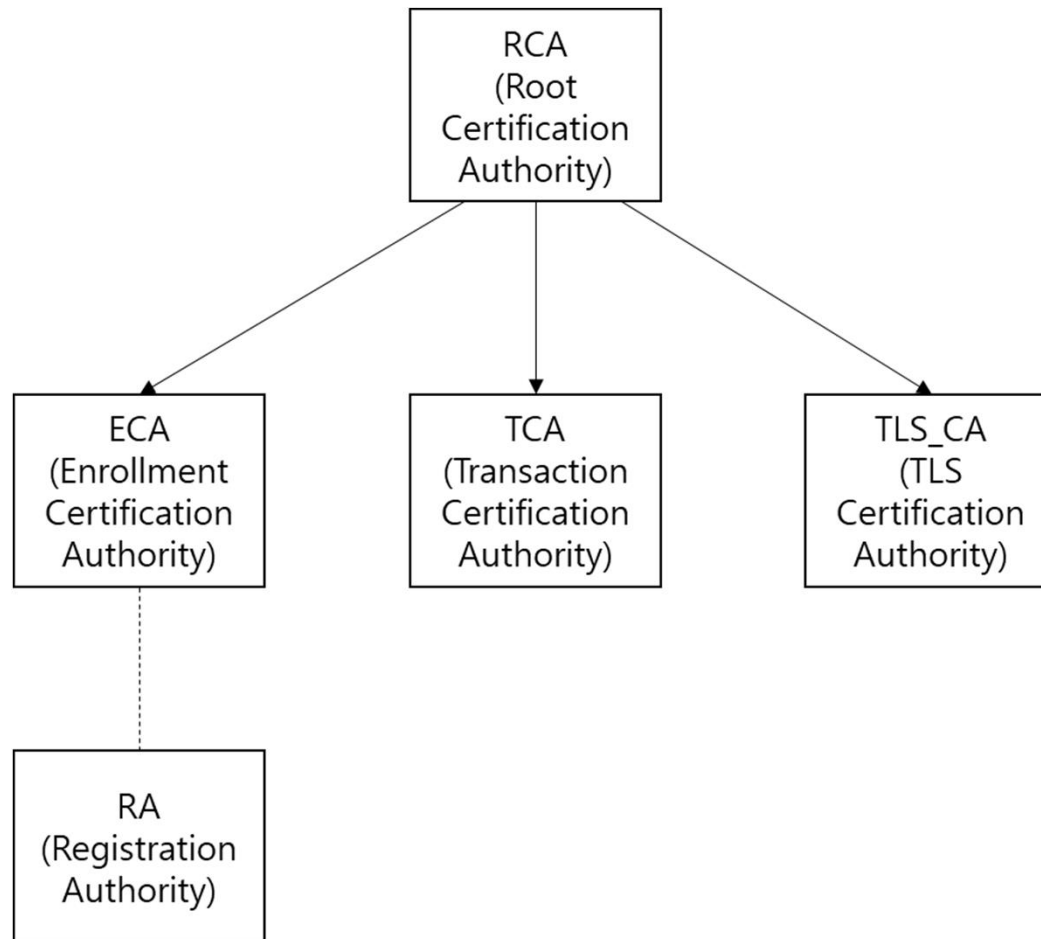 RCA
(Root
Certification
Authority)
ECA
(Enrollment
Certification
Authority)
TCA
(Transaction
Certification
Authority)
TLS_CA
(TLS
Certification
Authority)
RA
(Registration
Authority)